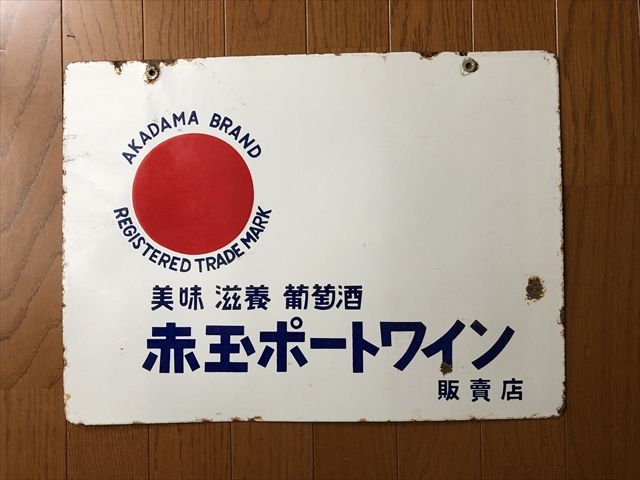 AKADAMA BRAND
REGISTERED TRADE MARK
美味 滋養 葡萄酒
赤玉ポートワイン
販賣店